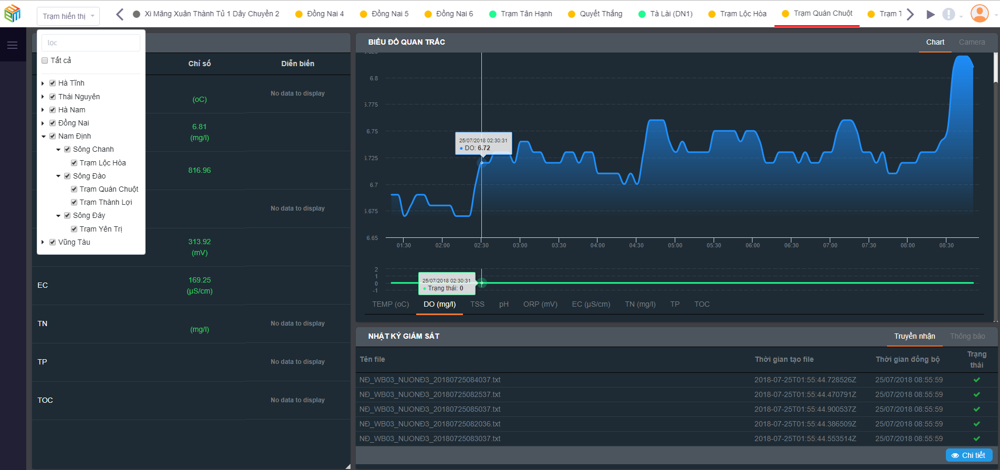 Trạm hiển thị
Xi Măng Xuân Thành Tủ 1 Dây Chuyền 2
Đồng Nai 4
Đồng Nai 5
Đồng Nai 6
Trạm Tân Hạnh
Quyết Thắng
Tà Lài (DN1)
Trạm Lộc Hòa
Trạm Quán Chuột
Trạm T
lọc
Tất cả
Hà Tĩnh
Thái Nguyên
Hà Nam
Đồng Nai
Nam Định
Sông Chanh
Trạm Lộc Hòa
Sông Đào
Trạm Quán Chuột
Trạm Thành Lợi
Sông Đáy
Trạm Yên Trị
Vũng Tàu
Chỉ số
Diễn biến
(oC)
No data to display
6.81
(mg/l)
816.96
No data to display
313.92
(mV)
EC
169.25
(µS/cm)
TN
(mg/l)
No data to display
TP
No data to display
TOC
No data to display
BIỂU ĐỒ QUAN TRẮC
Chart
Camera
6.8
6.775
6.75
6.725
6.7
6.675
6.65
25/07/2018 02:30:31
DO: 6.72
01:30
02:00
02:30
03:00
03:30
04:00
04:30
05:00
05:30
06:00
06:30
07:00
07:30
08:00
08:30
2
1
0
-1
25/07/2018 02:30:31
Trạng thái: 0
TEMP (oC)
DO (mg/l)
TSS
pH
ORP (mV)
EC (µS/cm)
TN (mg/l)
TP
TOC
NHẬT KÝ GIÁM SÁT
Truyền nhận
Thông báo
Tên file
Thời gian tạo file
Thời gian đồng bộ
Trạng
thái
NĐ_WB03_NUONĐ3_20180725084037.txt 2018-07-25T01:55:44.728526Z 25/07/2018 08:55:59
NĐ_WB03_NUONĐ3_20180725082537.txt 2018-07-25T01:55:44.470791Z 25/07/2018 08:55:59
NĐ_WB03_NUONĐ3_20180725085037.txt 2018-07-25T01:55:44.900537Z 25/07/2018 08:55:59
NĐ_WB03_NUONĐ3_20180725082036.txt 2018-07-25T01:55:44.386509Z 25/07/2018 08:55:59
NĐ_WB03_NUONĐ3_20180725083037.txt 2018-07-25T01:55:44.553514Z 25/07/2018 08:55:59
Chi tiết